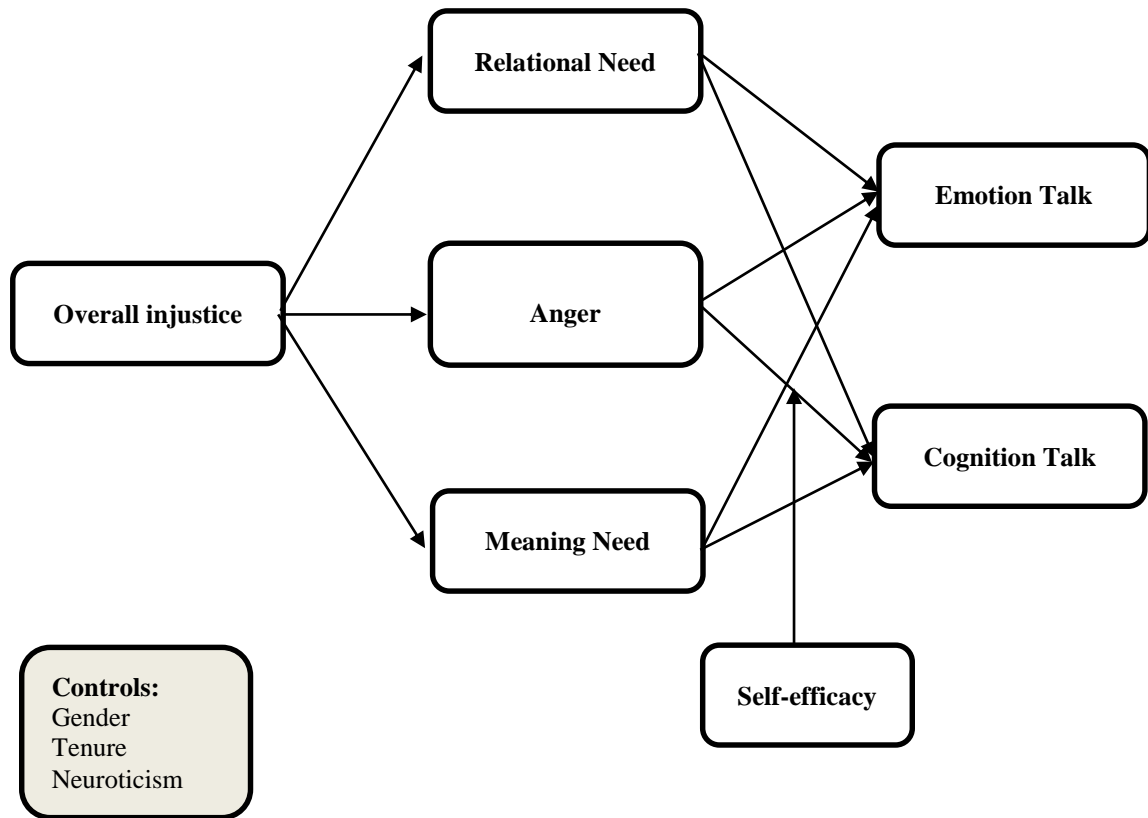 Relational Need
Emotion Talk
Overall injustice
Anger
Cognition Talk
Meaning Need
Self-efficacy
Controls:
Gender
Tenure
Neuroticism